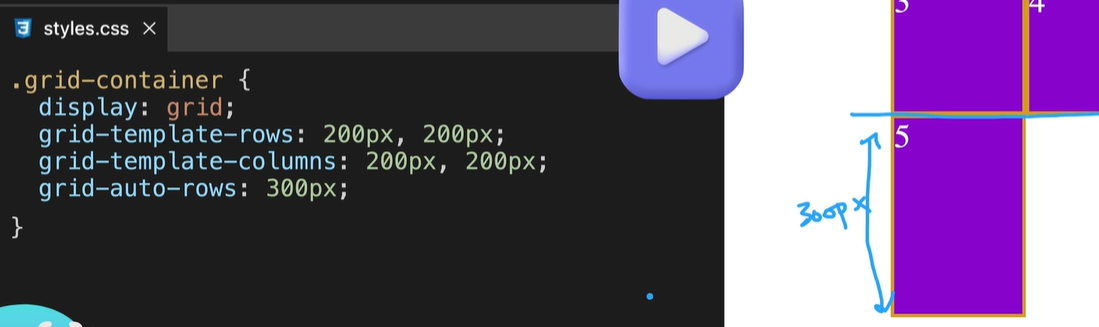 styles.css
.grid-container {
display: grid;
grid-template-rows: 200px, 200px;
grid-template-columns: 200px, 200px;
grid-auto-rows: 300px;
}
3
4
5
300px